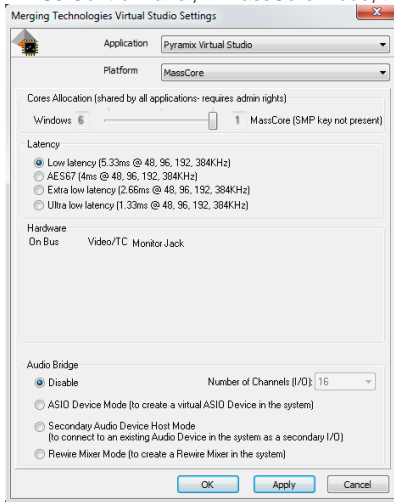 Merging Technologies Virtual Studio Settings
Application Pyramix Virtual Studio
Platform MassCore
Cores Allocation (shared by all applications- requires admin rights)
Windows 6 1 MassCore (SMP key not present)
Latency
Low latency (5.33ms @ 48, 96, 192, 384KHz)
AES67 (4ms @ 48, 96, 192, 384KHz)
Extra low latency (2.66ms @ 48, 96, 192, 384KHz)
Ultra low latency (1.33ms @ 48, 96, 192, 384KHz)
Hardware
On Bus Video/TC Monitor Jack
Audio Bridge
Disable Number of Channels (I/O): 16
ASIO Device Mode (to create a virtual ASIO Device in the system)
Secondary Audio Device Host Mode
(to connect to an existing Audio Device in the system as a secondary I/O)
Rewire Mixer Mode (to create a Rewire Mixer in the system)
OK Apply Cancel